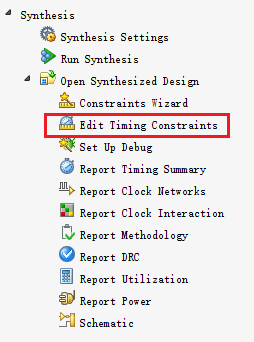 Synthesis
Synthesis Settings
Run Synthesis
Open Synthesized Design
Constraints Wizard
Edit Timing Constraints
Set Up Debug
Report Timing Summary
Report Clock Networks
Report Clock Interaction
Report Methodology
Report DRC
Report Utilization
Report Power
Schematic